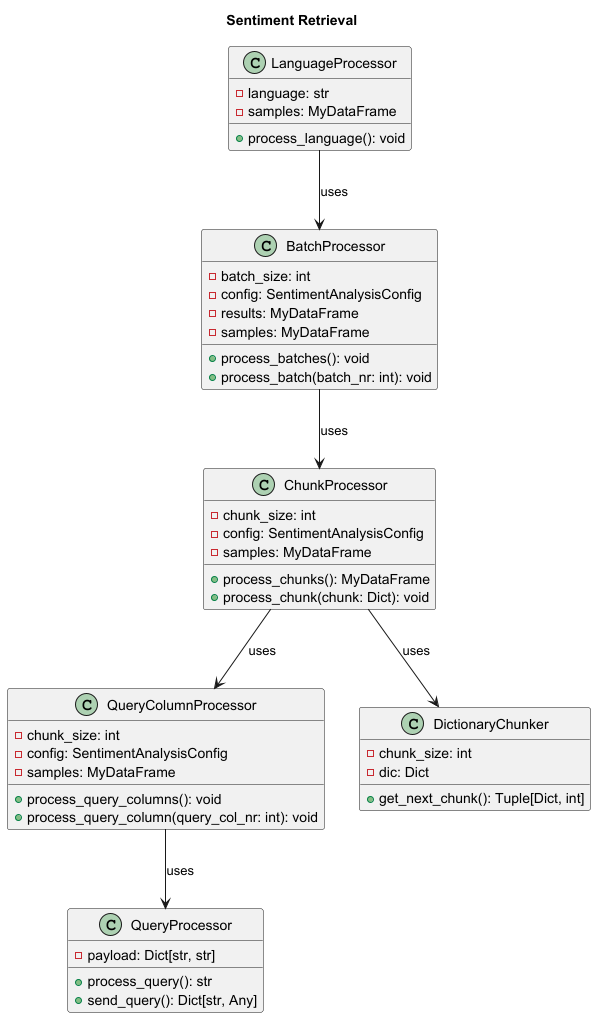 Sentiment Retrieval
C LanguageProcessor
language: str
samples: MyDataFrame
process_language(): void
uses
C BatchProcessor
batch_size: int
config: SentimentAnalysisConfig
results: MyDataFrame
samples: MyDataFrame
process_batches(): void
process_batch(batch_nr: int): void
uses
C ChunkProcessor
chunk_size: int
config: SentimentAnalysisConfig
samples: MyDataFrame
process_chunks(): MyDataFrame
process_chunk(chunk: Dict): void
uses
uses
C QueryColumnProcessor
chunk_size: int
config: SentimentAnalysisConfig
samples: MyDataFrame
process_query_columns(): void
process_query_column(query_col_nr: int): void
C DictionaryChunker
chunk_size: int
dic: Dict
get_next_chunk(): Tuple[Dict, int]
uses
C QueryProcessor
payload: Dict[str, str]
process_query(): str
send_query(): Dict[str, Any]